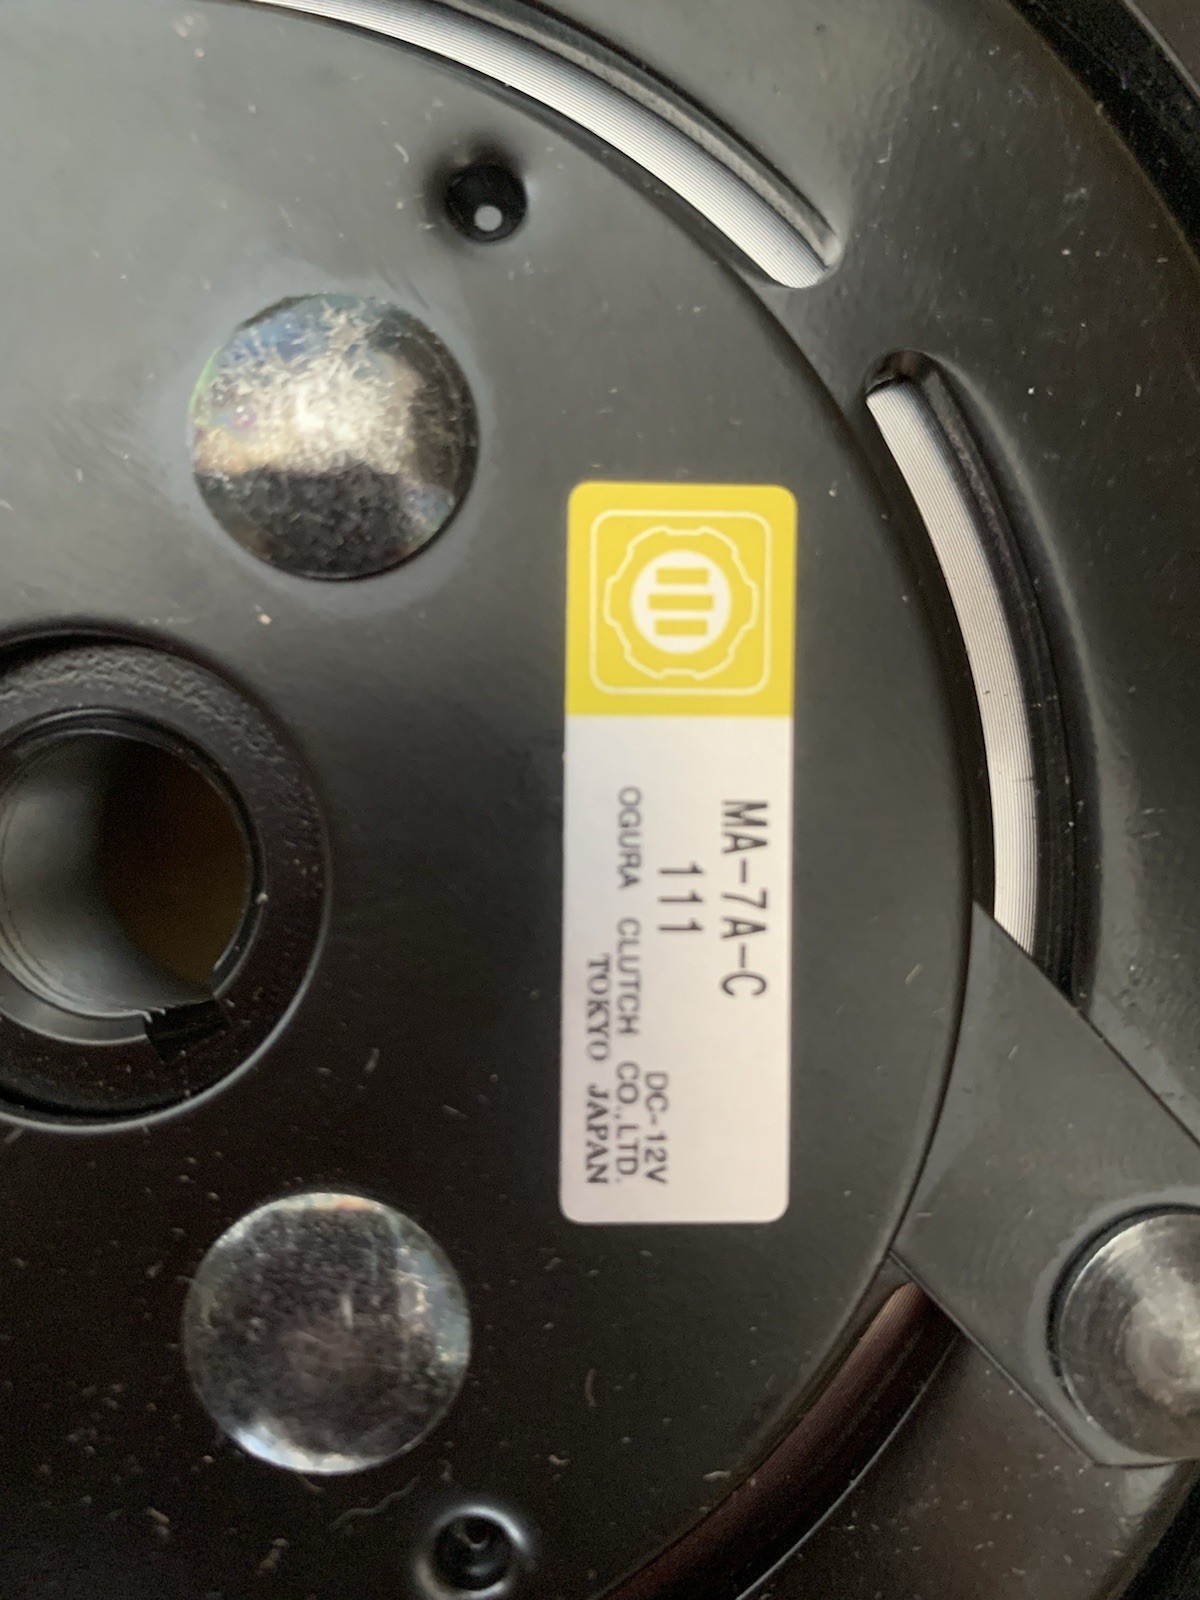 MA-7A-C
111
DC-12V
OGURA CLUTCH CO.,LTD.
TOKYO JAPAN